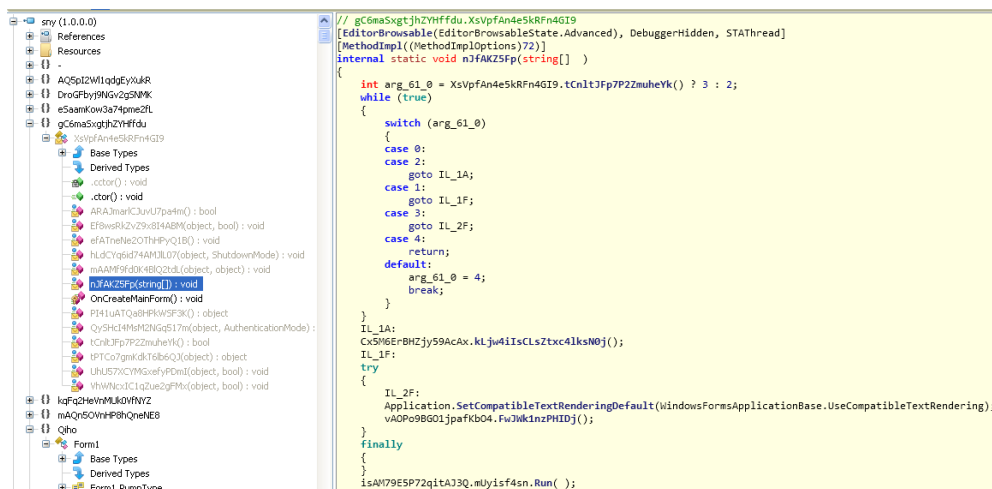 sny (1.0.0.0)
References
Resources
-
AQ5pI2Wl1qdgEyXukR
DroGFbyj9NGv2gSNMK
eSaamKow3a74pme2fL
gC6maSxgtjhZYHffdu
XsVpfAn4e5kRFn4GI9
Base Types
Derived Types
.cctor() : void
.ctor() : void
ARAJmarlCJuvU7pa4m() : bool
Ef8wsRkZvZ9x8I4ABM(object, bool) : void
efATneNe2OThHPyQ1B() : void
hLdCYq6id74AMJlL07(object, ShutdownMode) : void
mAAMf9fd0K4BlQ2tdL(object, object) : void
nJfAKZ5Fp(string[]) : void
OnCreateMainForm() : void
PI41uATQa8HPkWSF3K() : object
QySHcI4MsM2NGq517m(object, AuthenticationMode) :
tCnltJFp7P2ZmuheYk() : bool
tPTCo7gmKdkT6lb6QJ(object) : object
UhU57XCYMGxefyPDmI(object, bool) : void
VhWNcxIC1qZue2gFMx(object, bool) : void
kqFq2HeVnMUk0VfNYZ
mAQn5OVnHP8hQneNE8
Qiho
Form1
Base Types
Derived Types
Form1.PumpType
// gC6maSxgtjhZYHffdu.XsVpfAn4e5kRFn4GI9
[EditorBrowsable(EditorBrowsableState.Advanced), DebuggerHidden, STAThread]
[MethodImpl((MethodImplOptions)72)]
internal static void nJfAKZ5Fp(string[] )
{
int arg_61_0 = XsVpfAn4e5kRFn4GI9.tCnltJFp7P2ZmuheYk() ? 3 : 2;
while (true)
{
switch (arg_61_0)
{
case 0:
case 2:
goto IL_1A;
case 1:
goto IL_1F;
case 3:
goto IL_2F;
case 4:
return;
default:
arg_61_0 = 4;
break;
}
}
IL_1A:
Cx5M6ErBHZjy59AcAx.kLjw4iIsCLsZtxc4lksN0j();
IL_1F:
try
{
IL_2F:
Application.SetCompatibleTextRenderingDefault(WindowsFormsApplicationBase.UseCompatibleTextRendering);
vAOPo9BGO1jpafKbO4.FwJWk1nzPHIDj();
}
finally
{
}
isAM79E5P72qitAJ3Q.mUyisf4sn.Run( );